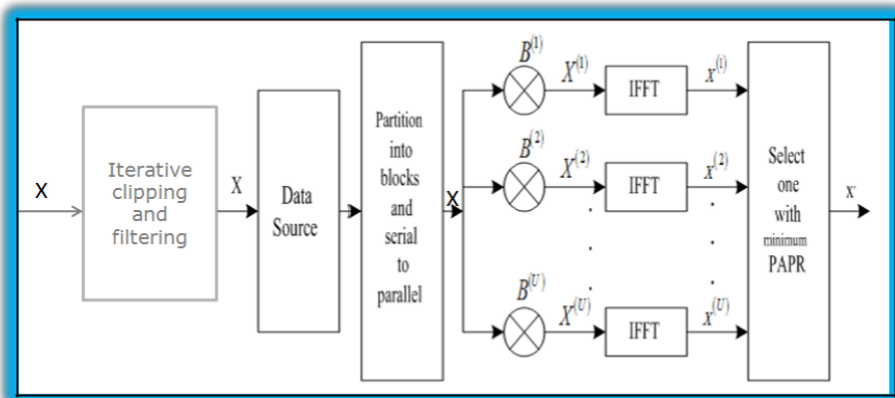 X
Iterative
clipping
and
filtering
X
Data
Source
Partition
into
blocks
and
serial
to
parallel
X
B(1)
X(1)
IFFT
x(1)
B(2)
X(2)
IFFT
x(2)
B(U)
X(U)
IFFT
x(U)
Select
one
with
minimum
PAPR
x